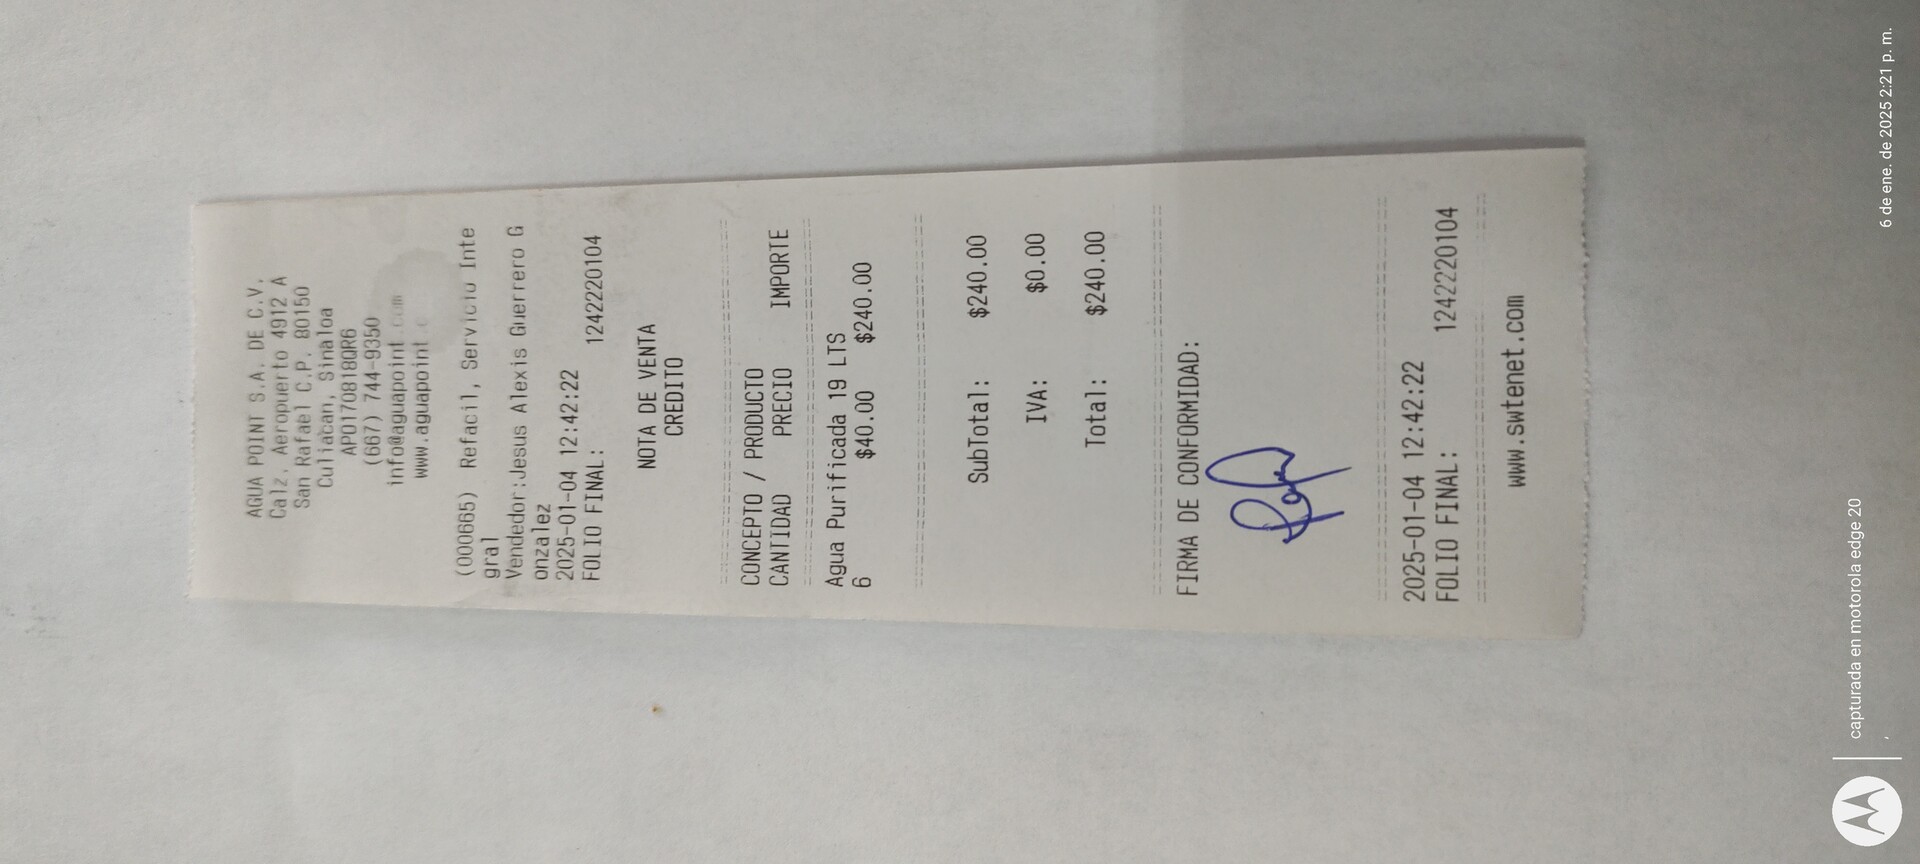 AGUA POINT S.A. DE C.V.
Calz. Aeropuerto 4912 A
San Rafael C.P. 80150
Culiacan, Sinaloa
APO170818QR6
(667) 744-9350
info@aguapoint.com
www.aguapoint.c
(000665) Refacil, Servicio Inte
gral
Vendedor:Jesus Alexis Guerrero G
onzalez
2025-01-04 12:42:22
FOLIO FINAL: 1242220104
NOTA DE VENTA
CREDITO
CONCEPTO / PRODUCTO
CANTIDAD PRECIO IMPORTE
Agua Purificada 19 LTS
6 $40.00 $240.00
SubTotal: $240.00
IVA: $0.00
Total: $240.00
FIRMA DE CONFORMIDAD:
2025-01-04 12:42:22
FOLIO FINAL: 1242220104
www.swtenet.com
capturada en motorola edge 20
, 6 de ene. de 2025 2:21 p. m.